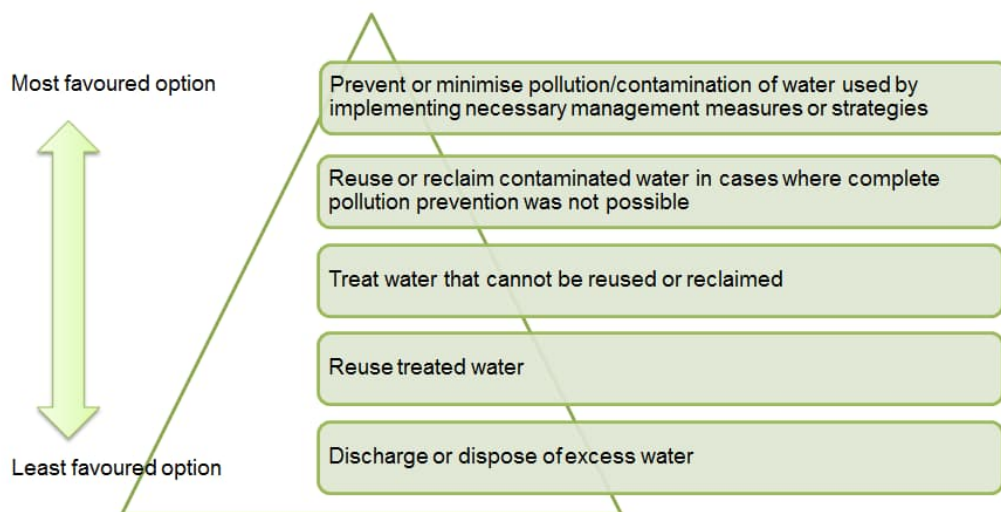 Most favoured option
Prevent or minimise pollution/contamination of water used by
implementing necessary management measures or strategies
Reuse or reclaim contaminated water in cases where complete
pollution prevention was not possible
Treat water that cannot be reused or reclaimed
Reuse treated water
Least favoured option
Discharge or dispose of excess water